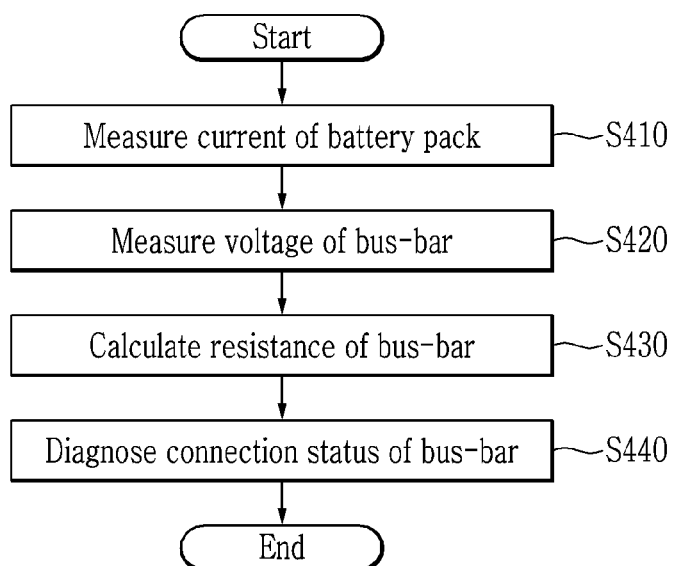 Start
Measure current of battery pack S410
Measure voltage of bus-bar S420
Calculate resistance of bus-bar S430
Diagnose connection status of bus-bar S440
End